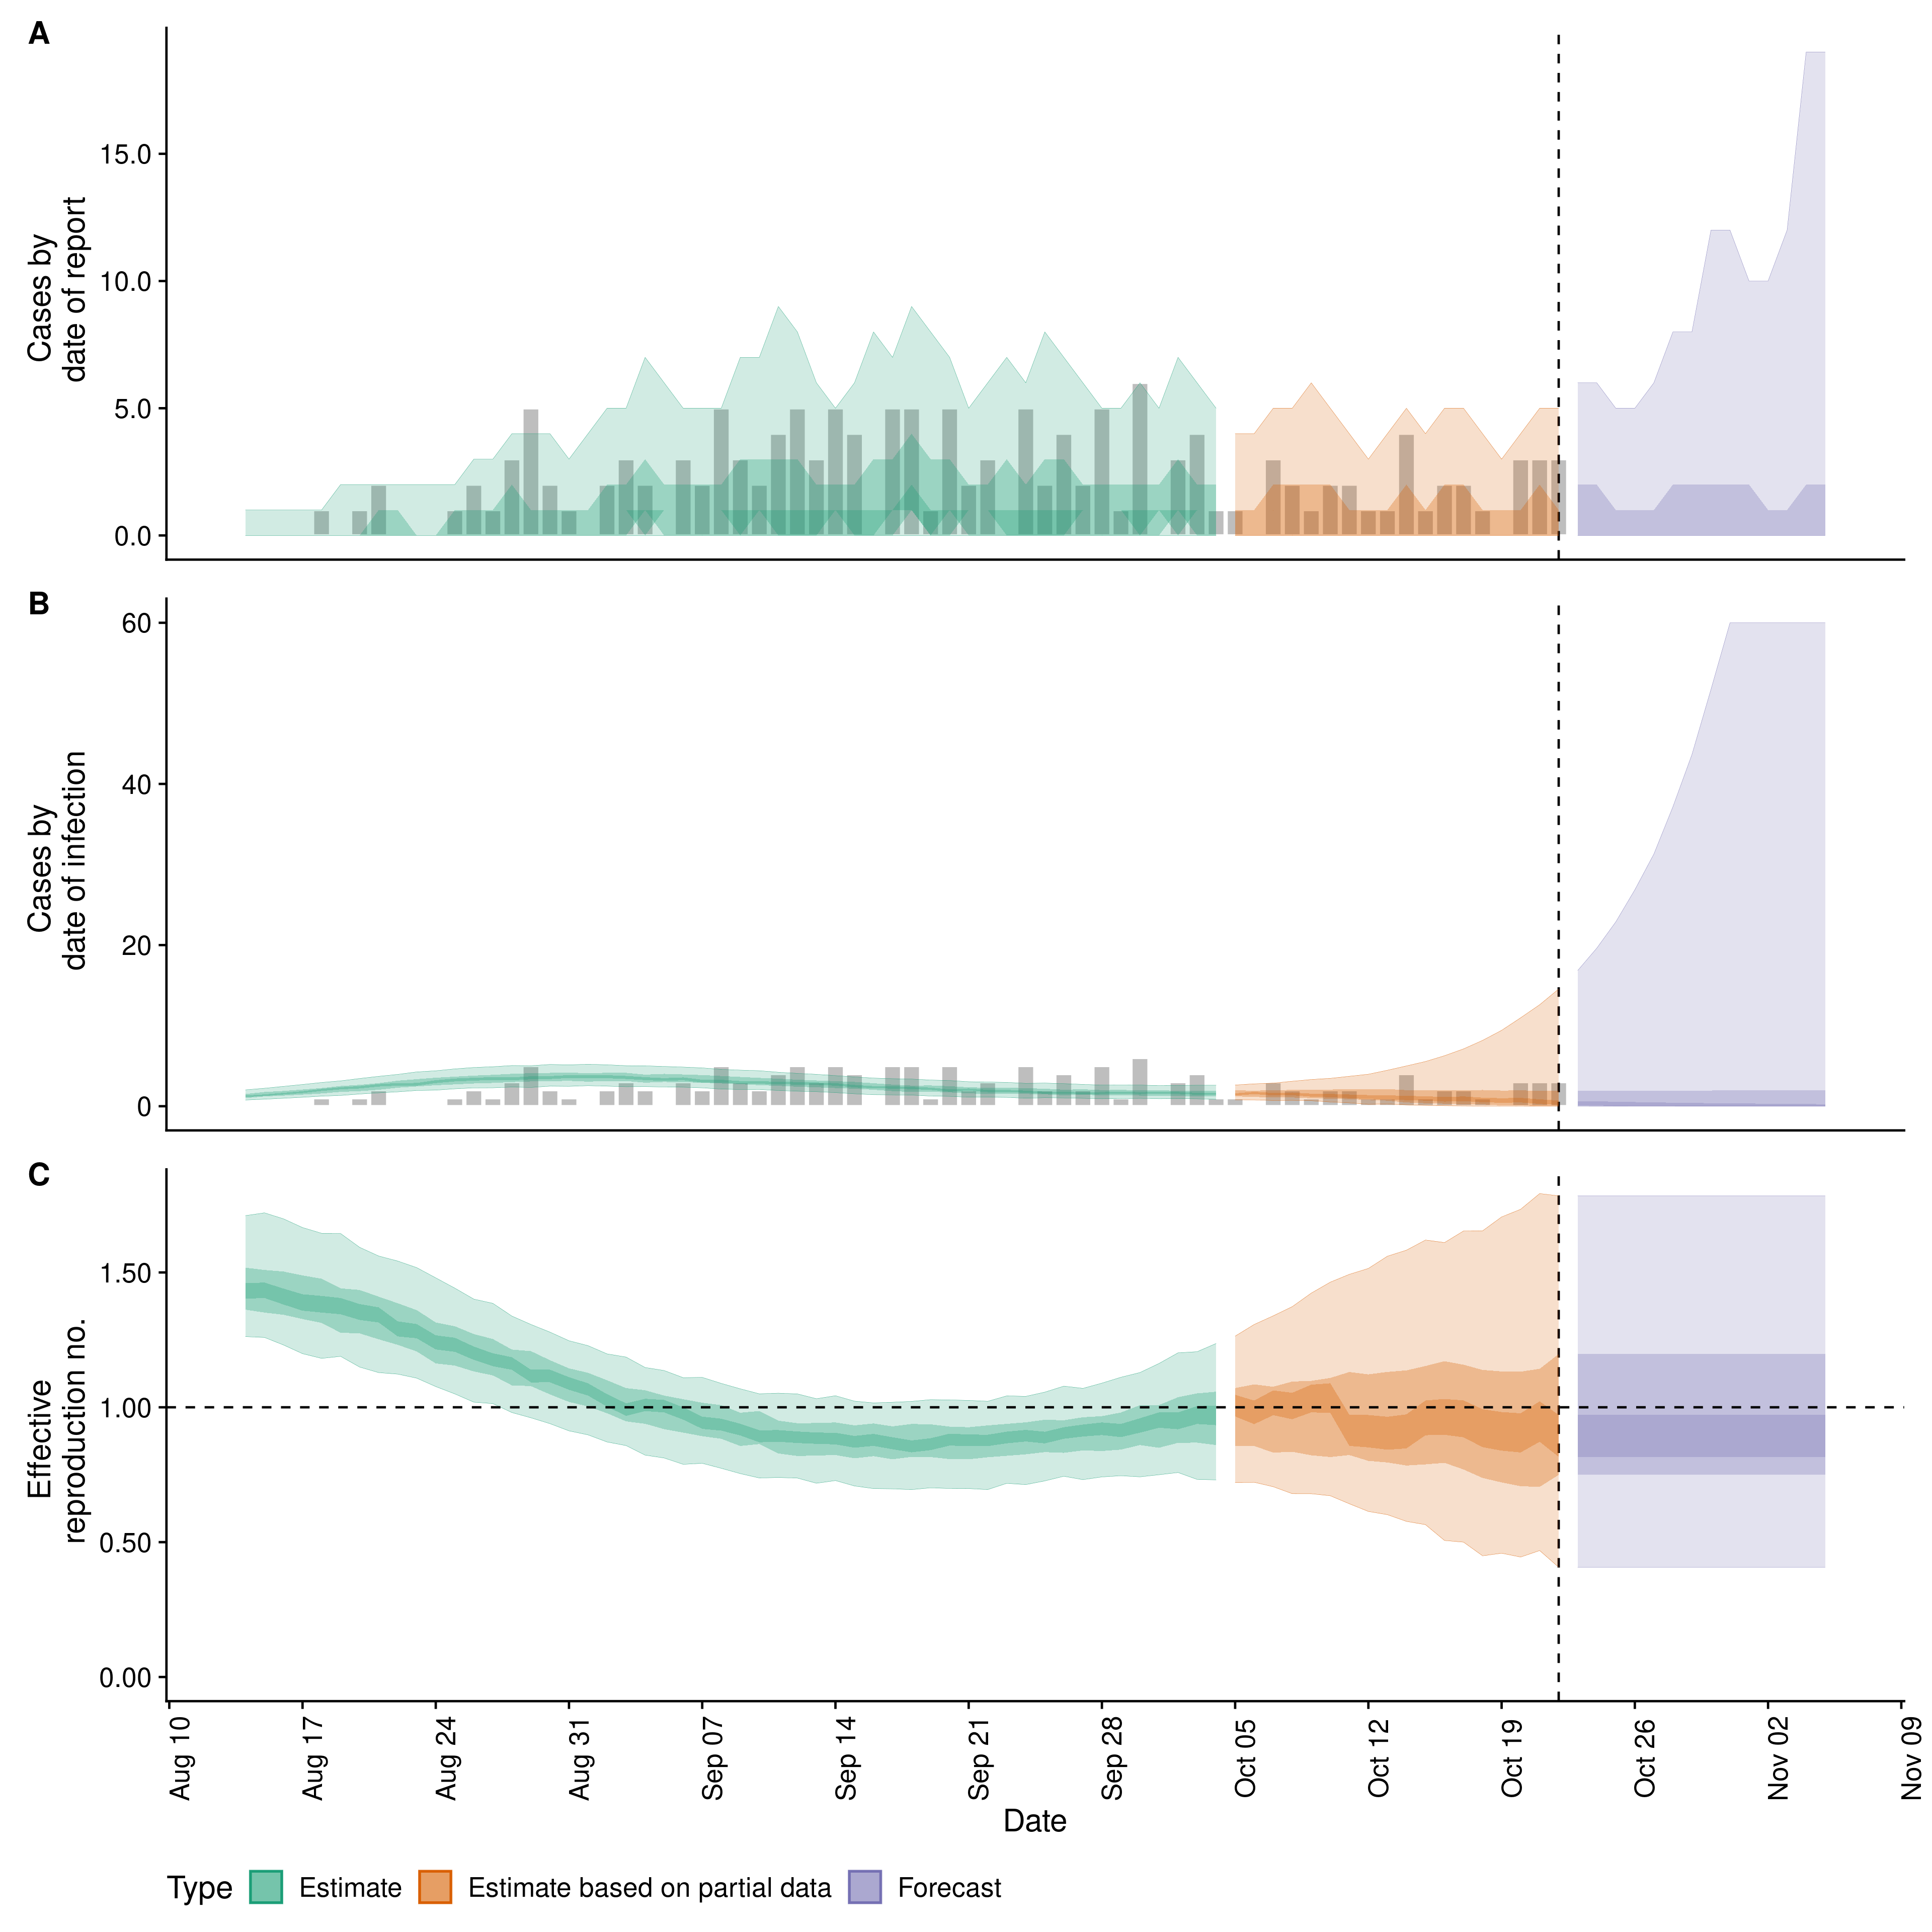 A
Cases by
date of report
15.0
10.0
5.0
0.0
B
Cases by
date of infection
60
40
20
0
C
Effective
reproduction no.
1.50
1.00
0.50
0.00
Aug 10
Aug 17
Aug 24
Aug 31
Sep 07
Sep 14
Sep 21
Sep 28
Oct 05
Oct 12
Oct 19
Oct 26
Nov 02
Nov 09
Date
Type Estimate Estimate based on partial data Forecast